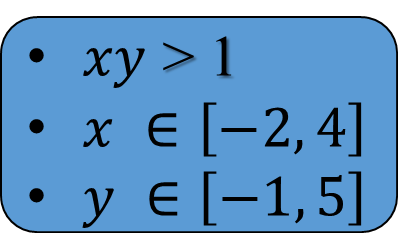 • xy > 1
• x ∈ [−2, 4]
• y ∈ [−1, 5]